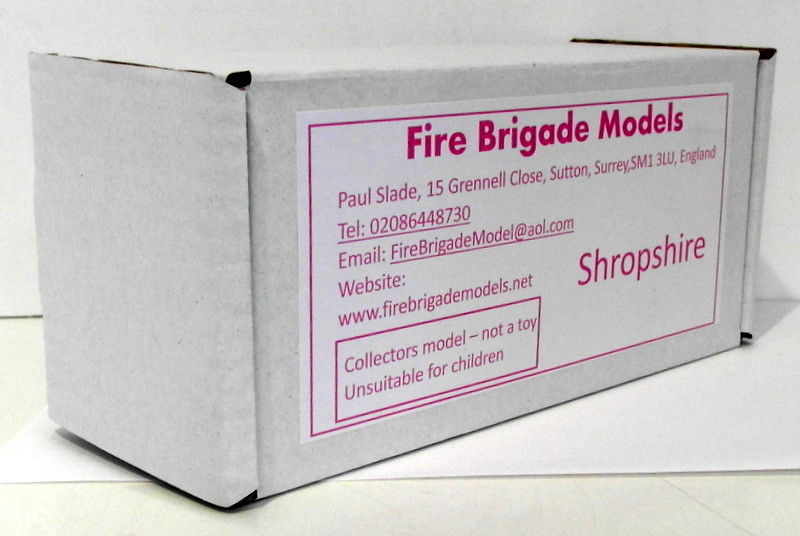 Fire Brigade Models
Paul Slade, 15 Grennell Close, Sutton, Surrey,SM1 3LU, England
Tel: 02086448730
Email: FireBrigadeModel@aol.com
Website:
www.firebrigademodels.net
Shropshire
Collectors model – not a toy
Unsuitable for children